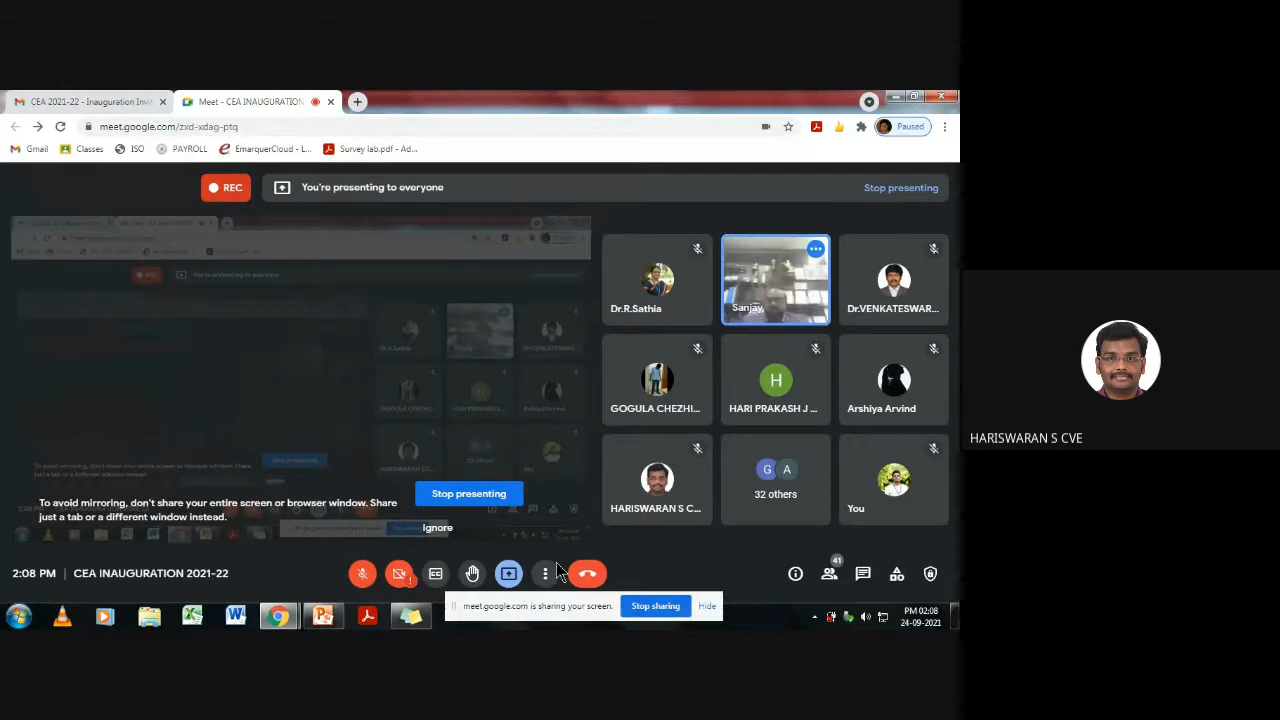 CEA 2021-22 - Inauguration Invit
Meet - CEA INAUGURATION
meet.google.com/zxi-xdag-ptq
Paused
Gmail
Classes
ISO
PAYROLL
EmarquerCloud - L...
Survey lab.pdf - Ad...
REC
You're presenting to everyone
Stop presenting
Dr.R.Sathia
Sanjay
Dr.VENKATESWAR...
GOGULA CHEZHI...
H
HARI PRAKASH J ...
Arshiya Arvind
HARISWARAN S C...
G A
32 others
You
HARISWARAN S CVE
To avoid mirroring, don't share your entire screen or browser window. Share
just a tab or a different window instead.
Stop presenting
Ignore
2:08 PM | CEA INAUGURATION 2021-22
41
meet.google.com is sharing your screen.
Stop sharing
Hide
PM 02:08
24-09-2021